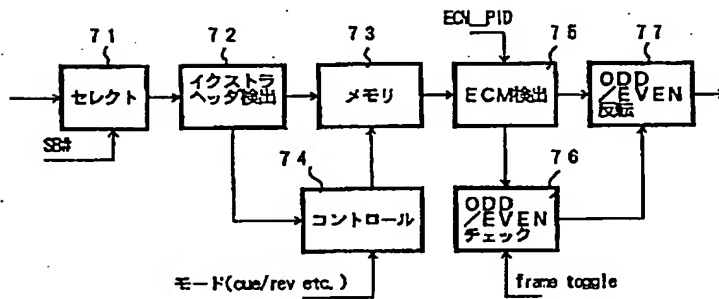 71
セレクト
SB#
72
イクストラ
ヘッダ検出
73
メモリ
74
コントロール
モード(cue/rev etc.)
ECM_PID
75
ECM検出
76
ODD
/EVEN
チェック
frame toggle
77
ODD
/EVEN
反転